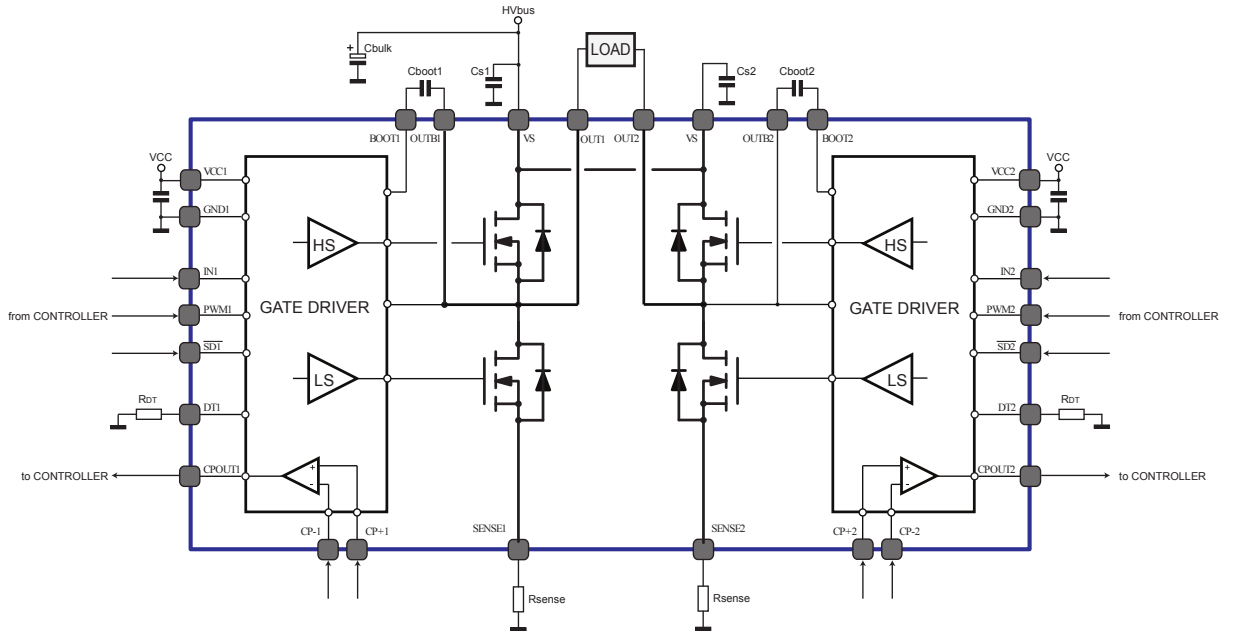 HVbus
+
Cbulk
LOAD
Cboot1
Cs1
Cs2
Cboot2
BOOT1
OUTB1
VS
OUT1
OUT2
VS
OUTB2
BOOT2
VCC
VCC1
VCC2
VCC
GND1
GND2
HS
HS
IN1
IN2
from CONTROLLER
PWM1
GATE DRIVER
GATE DRIVER
PWM2
from CONTROLLER
SD1
SD2
LS
LS
RDT
DT1
DT2
RDT
to CONTROLLER
CPOUT1
+
-
+
-
CPOUT2
to CONTROLLER
CP-1
CP+1
SENSE1
SENSE2
CP+2
CP-2
Rsense
Rsense